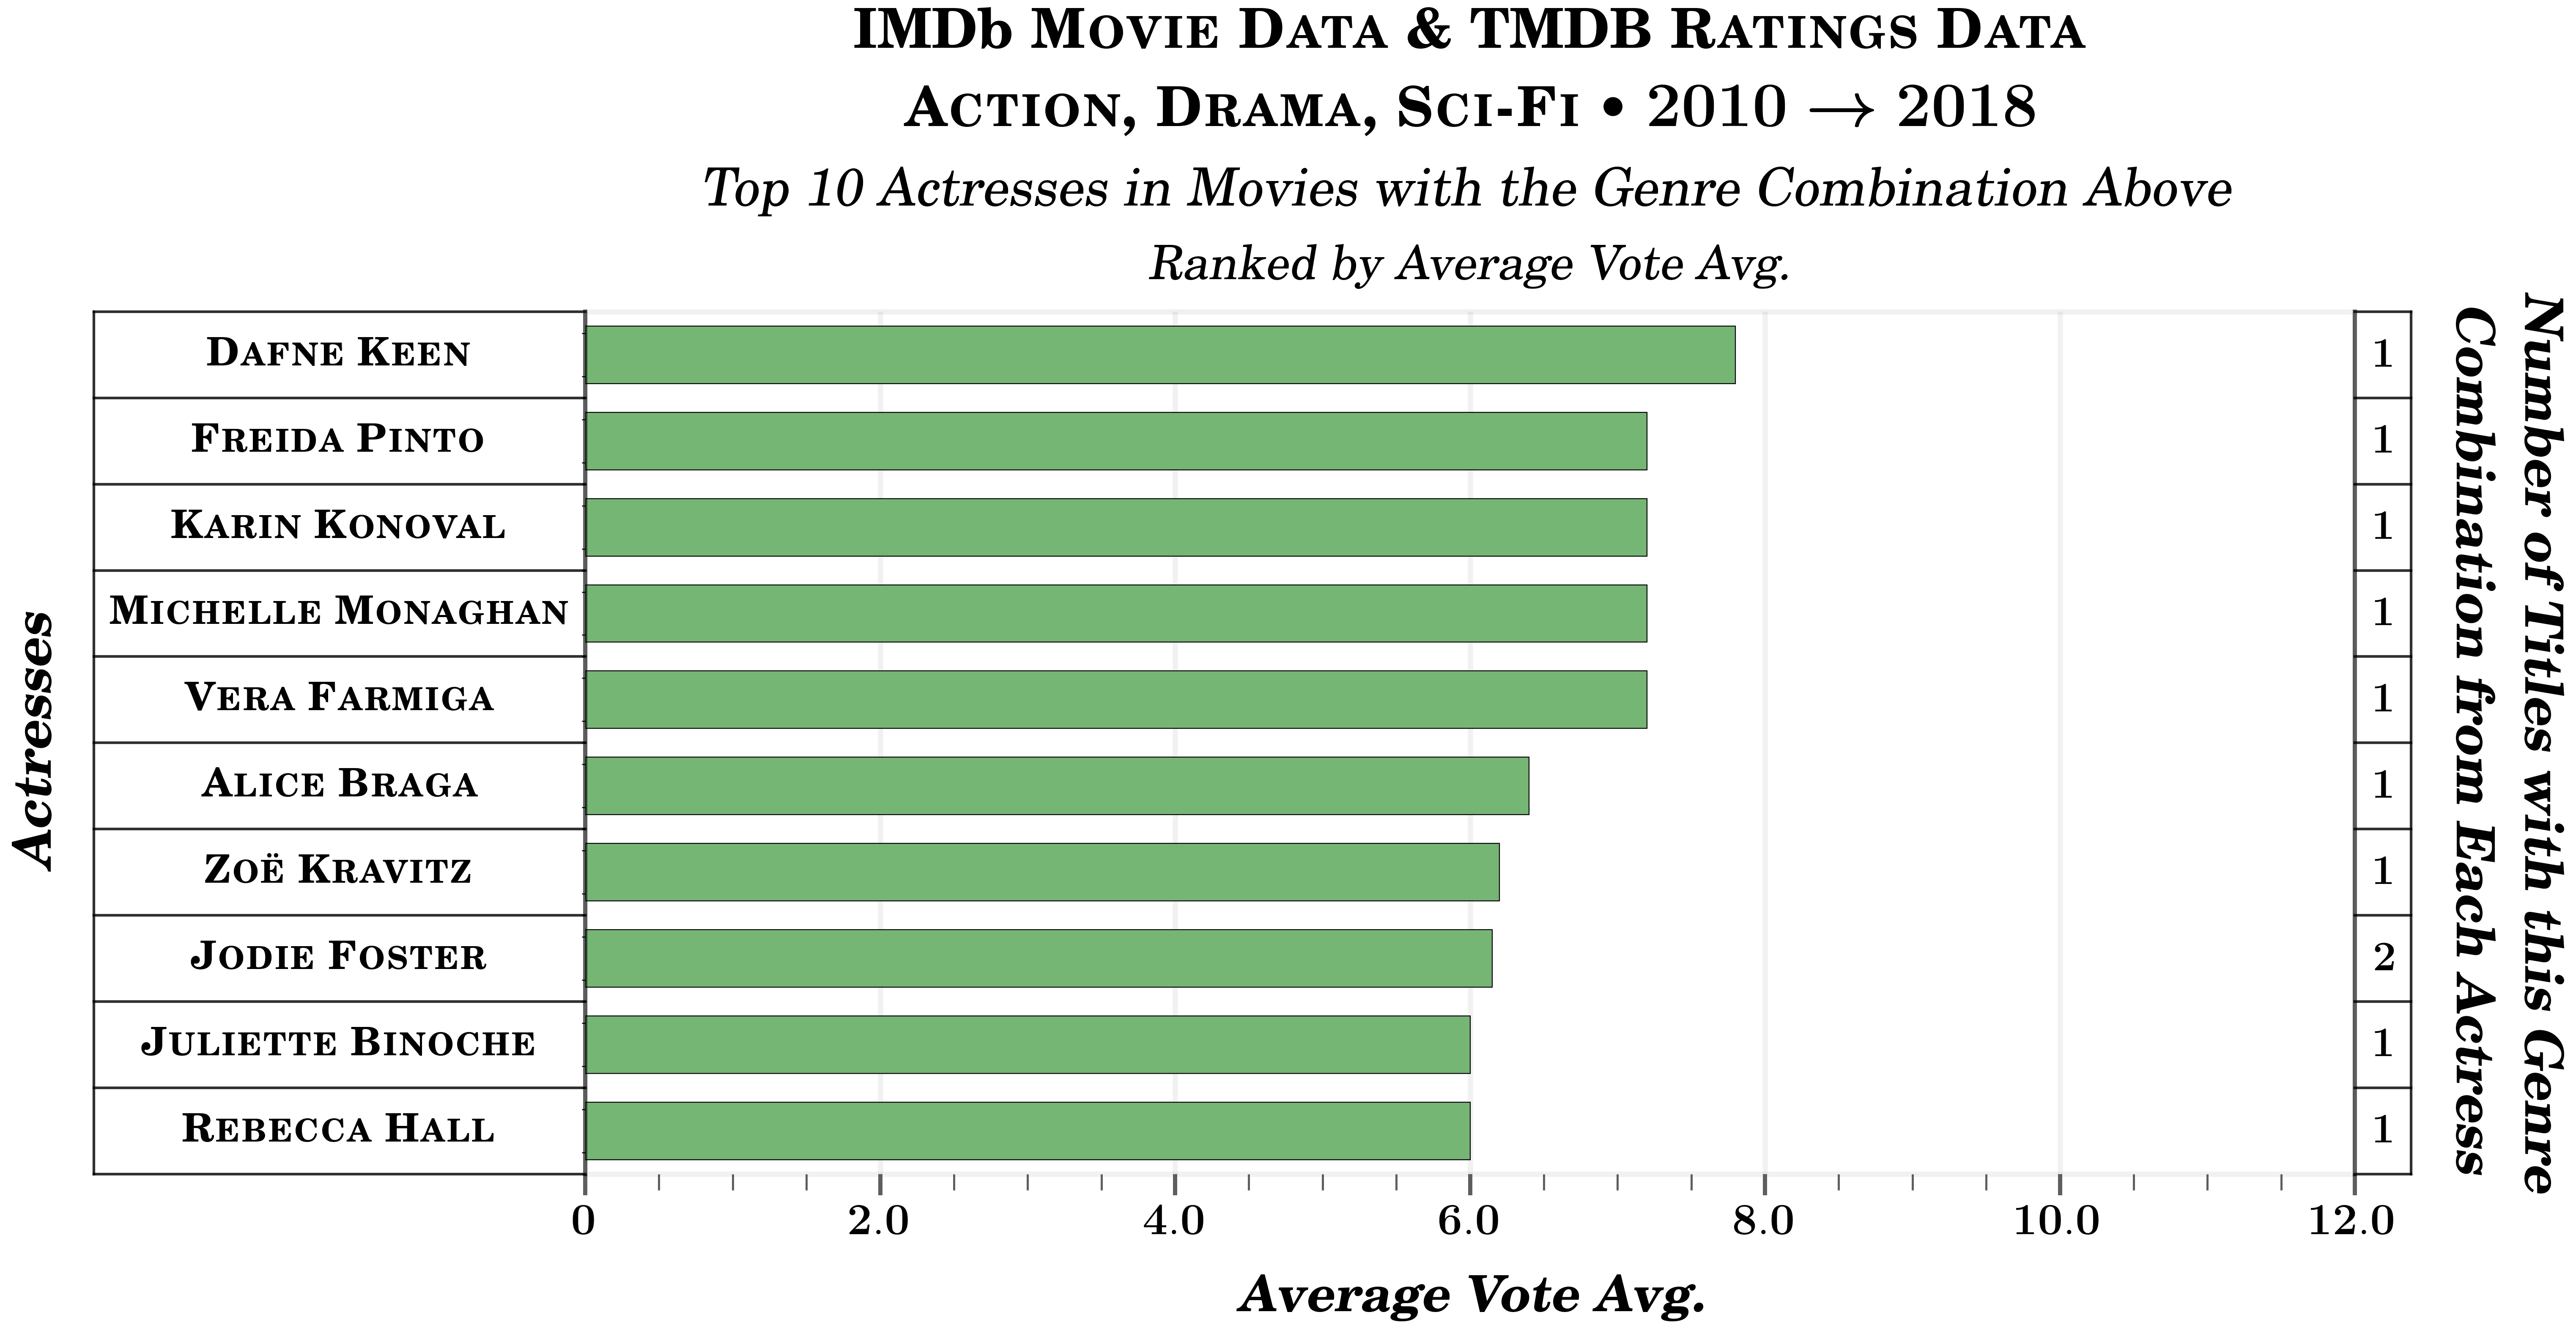 IMDb Movie Data & TMDB Ratings Data
Action, Drama, Sci-Fi • 2010 → 2018
Top 10 Actresses in Movies with the Genre Combination Above
Ranked by Average Vote Avg.
Actresses
Dafne Keen
1
Freida Pinto
1
Karin Konoval
1
Michelle Monaghan
1
Vera Farmiga
1
Alice Braga
1
Zoë Kravitz
1
Jodie Foster
2
Juliette Binoche
1
Rebecca Hall
1
Number of Titles with this Genre
Combination from Each Actress
0 2.0 4.0 6.0 8.0 10.0 12.0
Average Vote Avg.